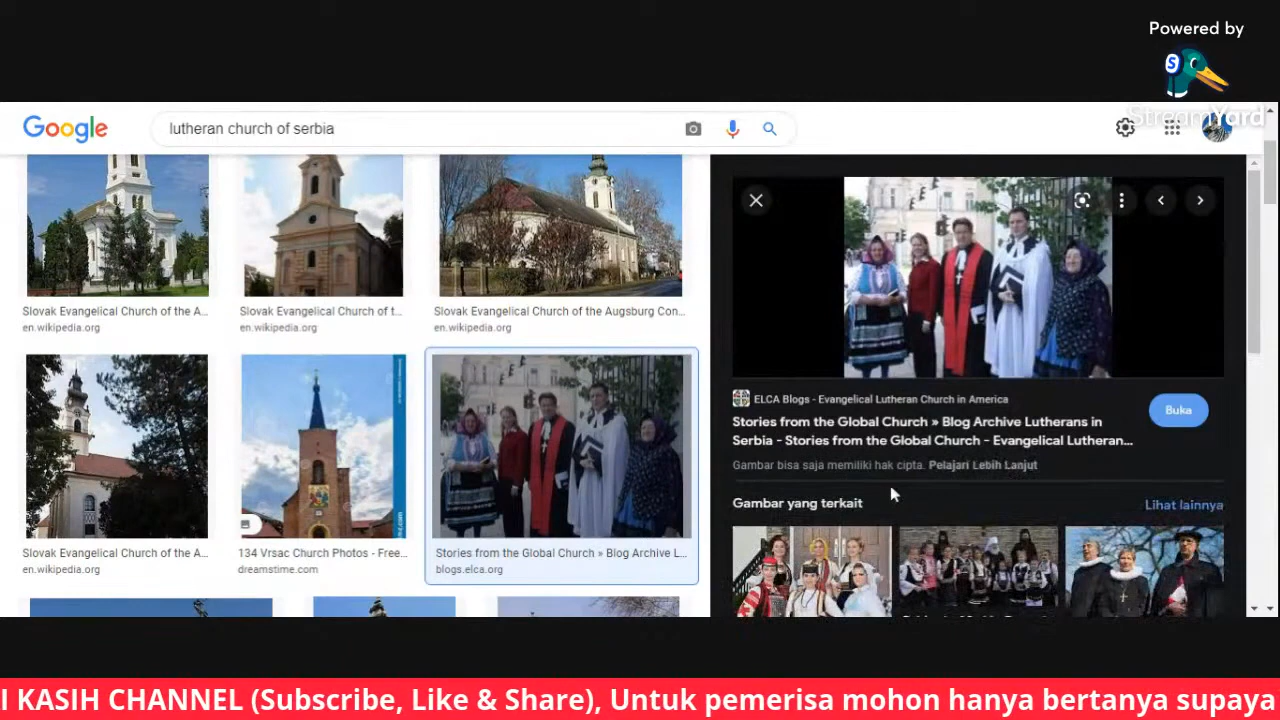 Powered by
StreamYard
Google
lutheran church of serbia
Slovak Evangelical Church of the A...
en.wikipedia.org
Slovak Evangelical Church of t...
en.wikipedia.org
Slovak Evangelical Church of the Augsburg Con...
en.wikipedia.org
Slovak Evangelical Church of the A...
en.wikipedia.org
134 Vrsac Church Photos - Free...
dreamstime.com
Stories from the Global Church » Blog Archive L...
blogs.elca.org
ELCA Blogs - Evangelical Lutheran Church in America
Stories from the Global Church » Blog Archive Lutherans in
Serbia - Stories from the Global Church - Evangelical Lutheran...
Buka
Gambar bisa saja memiliki hak cipta. Pelajari Lebih Lanjut
Gambar yang terkait
Lihat lainnya
I KASIH CHANNEL (Subscribe, Like & Share), Untuk pemerisa mohon hanya bertanya supaya